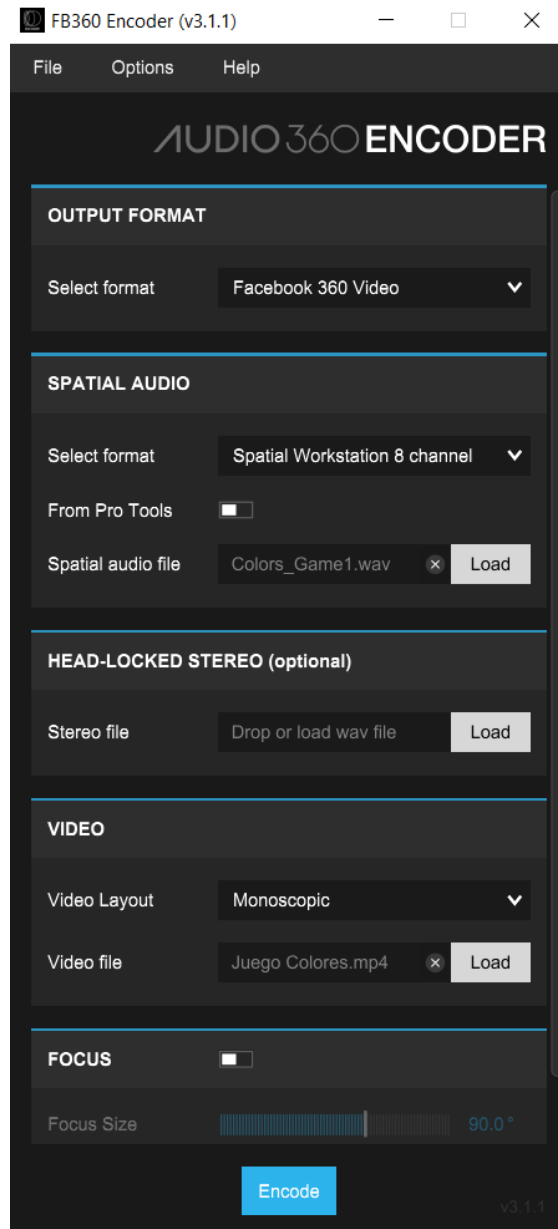 FB360 Encoder (v3.1.1)
File Options Help
AUDIO360 ENCODER
OUTPUT FORMAT
Select format Facebook 360 Video
SPATIAL AUDIO
Select format Spatial Workstation 8 channel
From Pro Tools
Spatial audio file Colors_Game1.wav Load
HEAD-LOCKED STEREO (optional)
Stereo file Drop or load wav file Load
VIDEO
Video Layout Monoscopic
Video file Juego Colores.mp4 Load
FOCUS
Focus Size 90.0°
Encode
v3.1.1